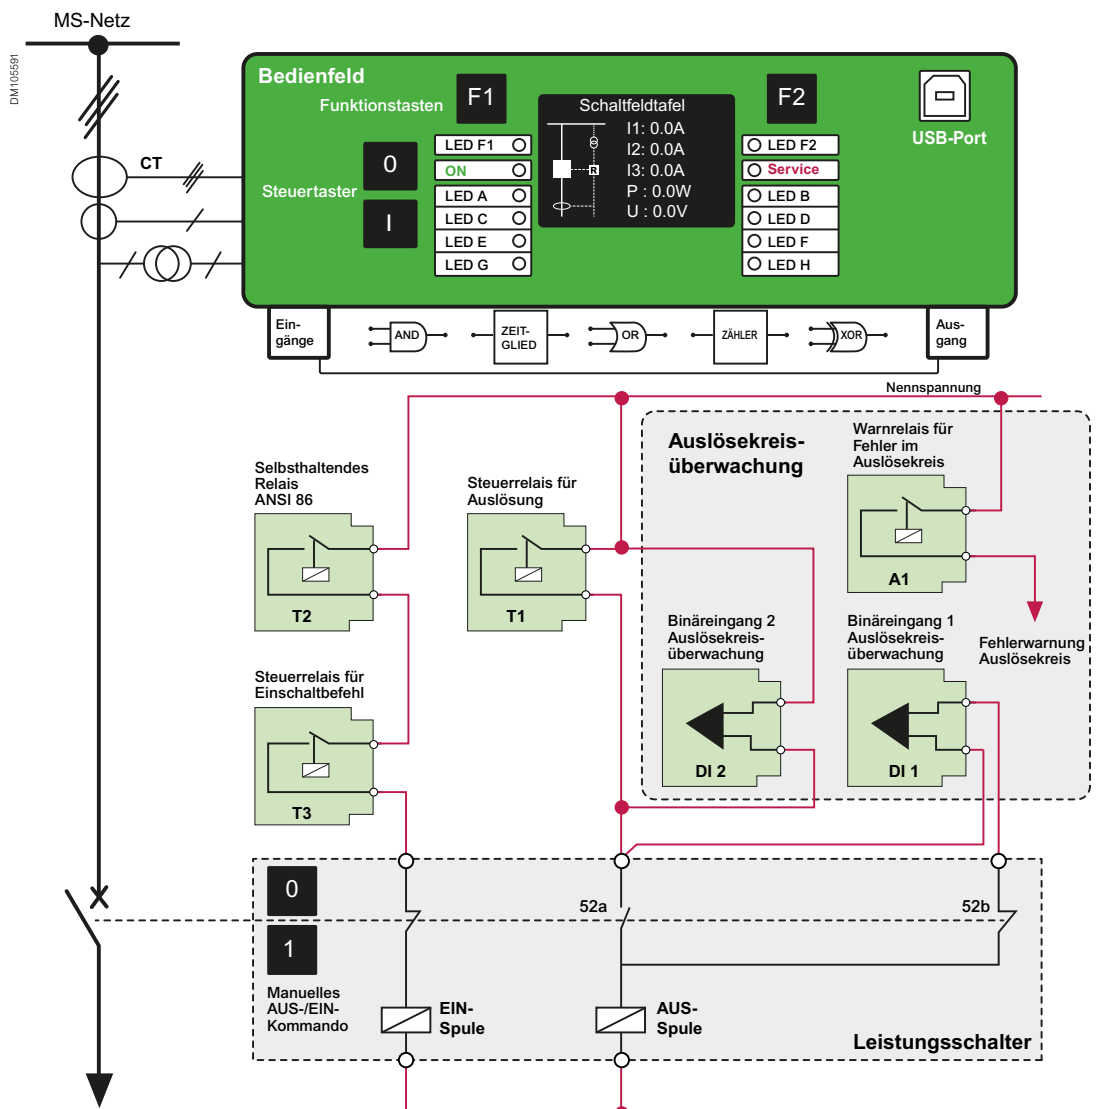 MS-Netz
DM105591
Bedienfeld
Funktionstasten
F1
Schaltfeldtafel
I1: 0.0A
I2: 0.0A
I3: 0.0A
P : 0.0W
U : 0.0V
R
F2
USB-Port
CT
Steuertaster
0
I
LED F1
ON
LED A
LED C
LED E
LED G
LED F2
Service
LED B
LED D
LED F
LED H
Ein-
gänge
AND
ZEIT-
GLIED
OR
ZÄHLER
XOR
Aus-
gang
Nennspannung
Auslösekreis-
überwachung
Warnrelais für
Fehler im
Auslösekreis
A1
Selbsthaltendes
Relais
ANSI 86
T2
Steuerrelais für
Auslösung
T1
Binäreingang 2
Auslösekreis-
überwachung
DI 2
Binäreingang 1
Auslösekreis-
überwachung
DI 1
Fehlerwarnung
Auslösekreis
Steuerrelais für
Einschaltbefehl
T3
0
1
Manuelles
AUS-/EIN-
Kommando
52a
52b
EIN-
Spule
AUS-
Spule
Leistungsschalter